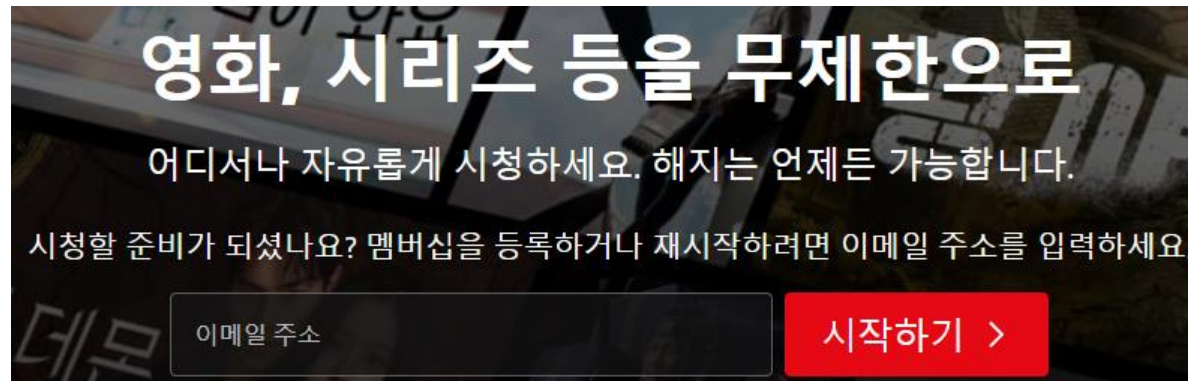 영화, 시리즈 등을 무제한으로
어디서나 자유롭게 시청하세요. 해지는 언제든 가능합니다.
시청할 준비가 되셨나요? 멤버십을 등록하거나 재시작하려면 이메일 주소를 입력하세요.
데몬
이메일 주소
시작하기 >